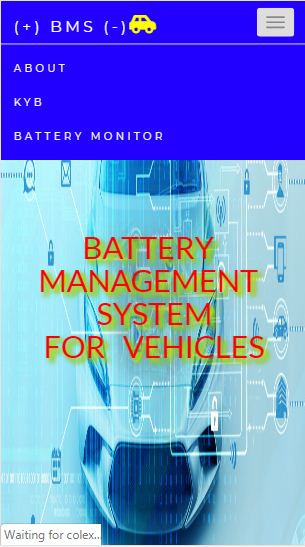 (+) BMS (-)
ABOUT
KYB
BATTERY MONITOR
BATTERY
MANAGEMENT
SYSTEM
FOR VEHICLES
Waiting for colex...